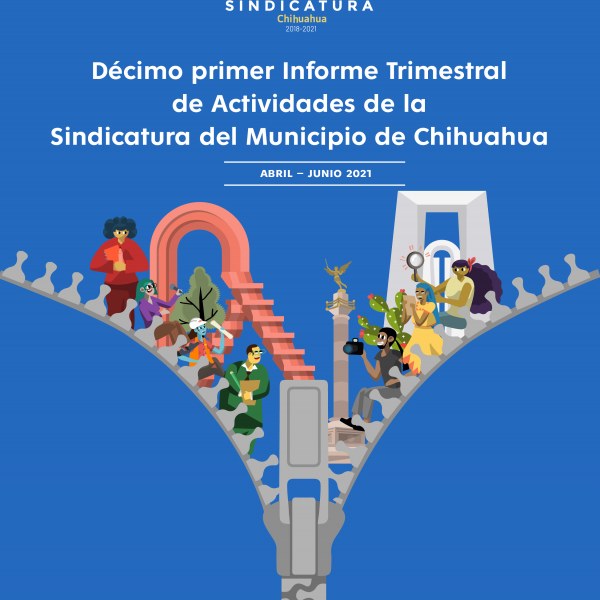 SINDICATURA
Chihuahua
2018-2021
Décimo primer Informe Trimestral
de Actividades de la
Sindicatura del Municipio de Chihuahua
ABRIL – JUNIO 2021